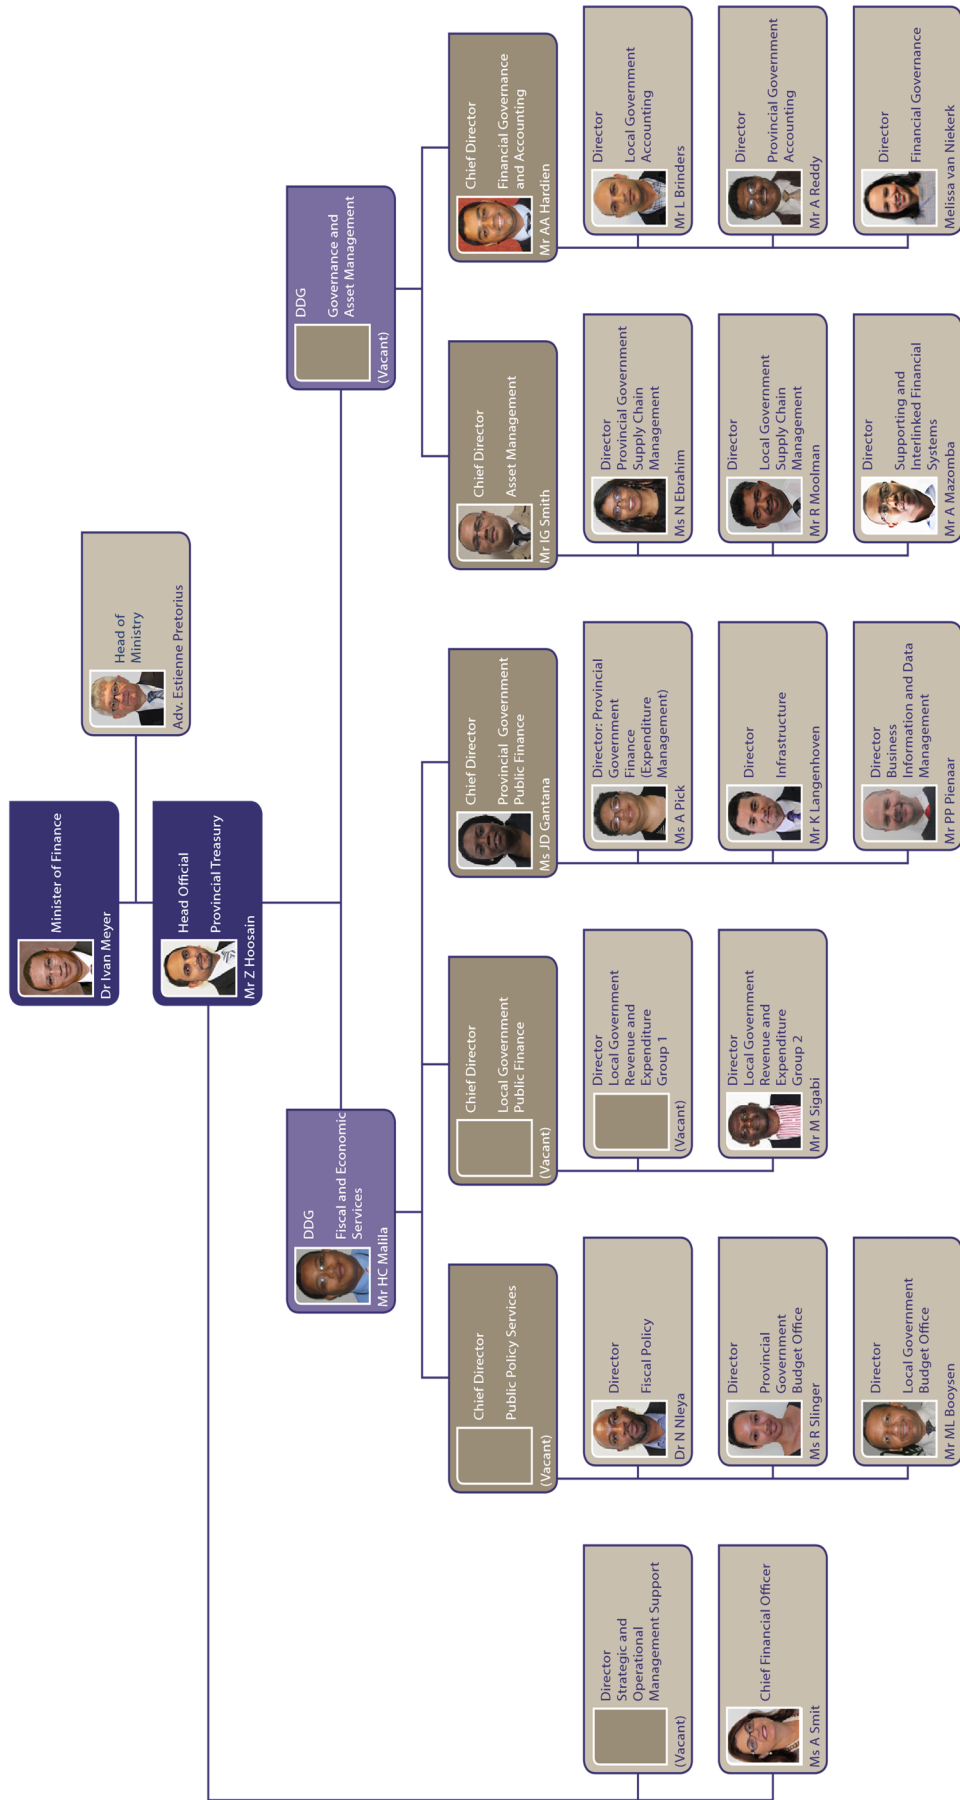 Minister of Finance
Dr Ivan Meyer
Head of
Ministry
Adv. Estienne Pretorius
Head Official
Provincial Treasury
Mr Z Hoosain
DDG
Fiscal and Economic
Services
Mr HC Malila
DDG
Governance and
Asset Management
(Vacant)
Chief Director
Public Policy Services
(Vacant)
Chief Director
Local Government
Public Finance
(Vacant)
Chief Director
Provincial Government
Public Finance
Ms JD Gantana
Chief Director
Asset Management
Mr IG Smith
Chief Director
Financial Governance
and Accounting
Mr AA Hardien
Director
Strategic and
Operational
Management Support
(Vacant)
Director
Fiscal Policy
Dr N Nleya
Director
Local Government
Revenue and
Expenditure
Group 1
(Vacant)
Director: Provincial
Government
Finance
(Expenditure
Management)
Ms A Pick
Director
Provincial Government
Supply Chain
Management
Ms N Ebrahim
Director
Local Government
Accounting
Mr L Brinders
Chief Financial Officer
Ms A Smit
Director
Provincial
Government
Budget Office
Ms R Slinger
Director
Local Government
Revenue and
Expenditure
Group 2
Mr M Sigabi
Director
Infrastructure
Mr K Langenhoven
Director
Local Government
Supply Chain
Management
Mr R Moolman
Director
Provincial Government
Accounting
Mr A Reddy
Director
Local Government
Budget Office
Mr ML Booysen
Director
Business
Information and Data
Management
Mr PP Pienaar
Director
Supporting and
Interlinked Financial
Systems
Mr A Mazomba
Director
Financial Governance
Melissa van Niekerk